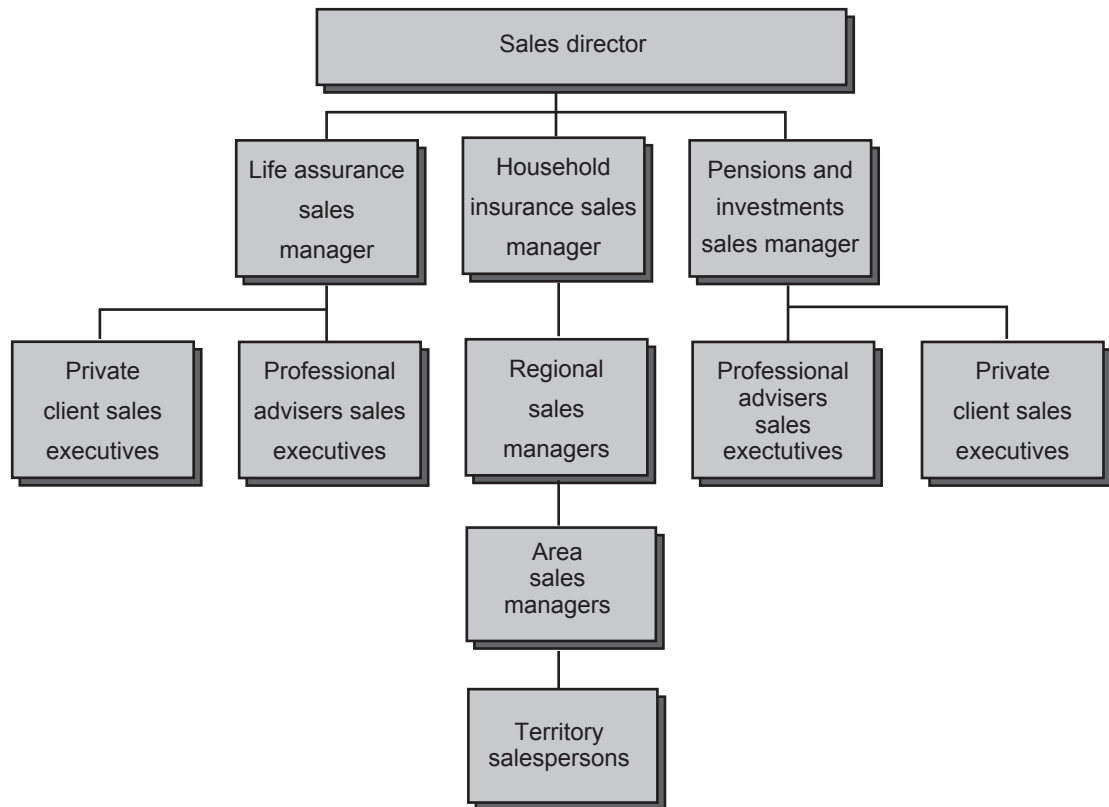 Sales director
Life assurance
sales
manager
Household
insurance sales
manager
Pensions and
investments
sales manager
Private
client sales
executives
Professional
advisers sales
executives
Regional
sales
managers
Professional
advisers
sales
exectutives
Private
client sales
executives
Area
sales
managers
Territory
salespersons